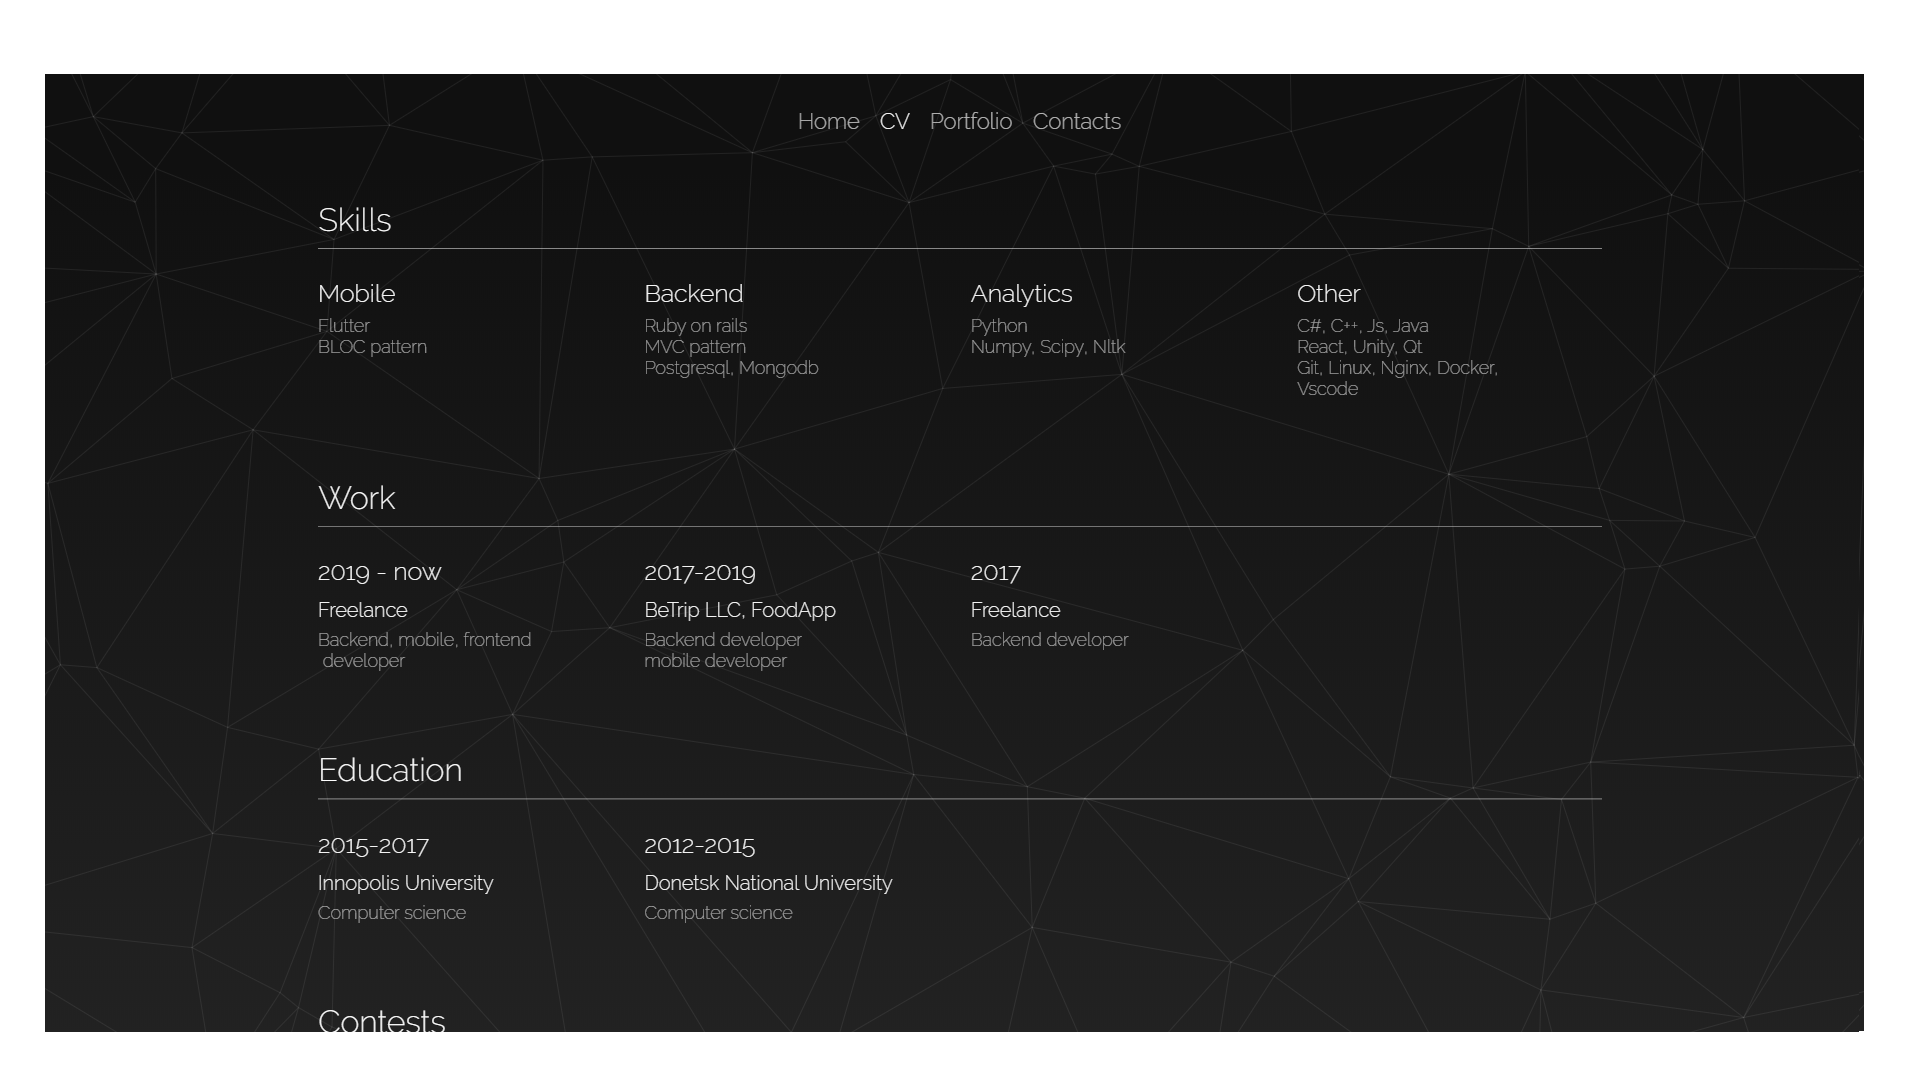 Home CV Portfolio Contacts
Skills
Mobile
Flutter
BLOC pattern
Backend
Ruby on rails
MVC pattern
Postgresql, Mongodb
Analytics
Python
Numpy, Scipy, Nltk
Other
C#, C++, Js, Java
React, Unity, Qt
Git, Linux, Nginx, Docker,
Vscode
Work
2019 - now
Freelance
Backend, mobile, frontend
developer
2017-2019
BeTrip LLC, FoodApp
Backend developer
mobile developer
2017
Freelance
Backend developer
Education
2015-2017
Innopolis University
Computer science
2012-2015
Donetsk National University
Computer science
Contests